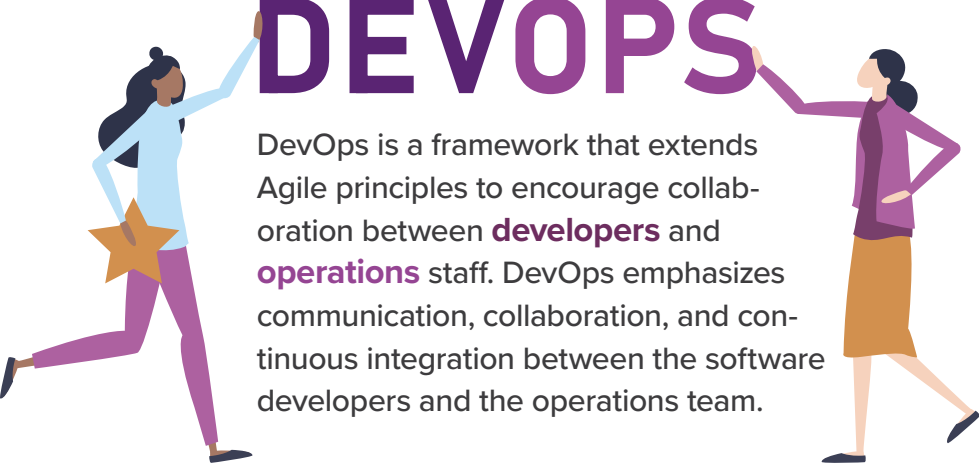 DEVOPS
DevOps is a framework that extends
Agile principles to encourage collab-
oration between developers and
operations staff. DevOps emphasizes
communication, collaboration, and con-
tinuous integration between the software
developers and the operations team.